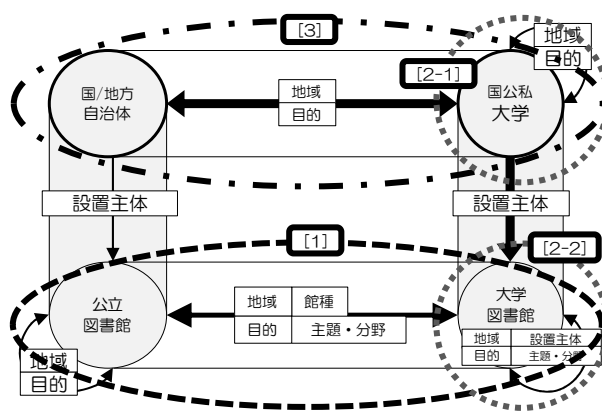 [3]
地域
目的
[2-1]
国/地方
自治体
地域
目的
国公私
大学
設置主体
設置主体
[1]
[2-2]
公立
図書館
地域 館種
目的 主題・分野
大学
図書館
地域 設置主体
目的 主題・分野
地域
目的